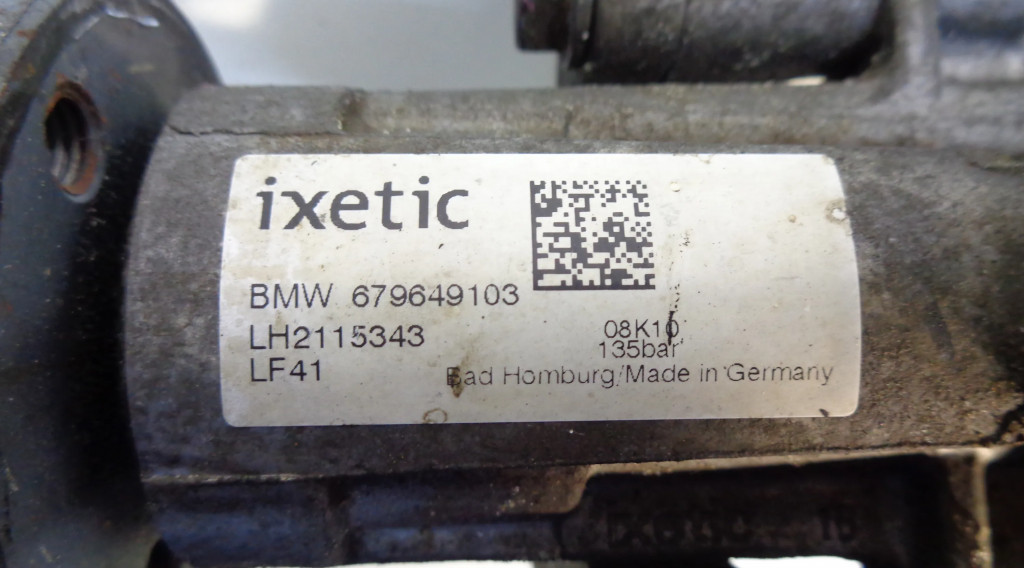 ixetic
BMW 679649103
LH2115343
08K10
135bar
LF41
Bad Homburg/Made in Germany